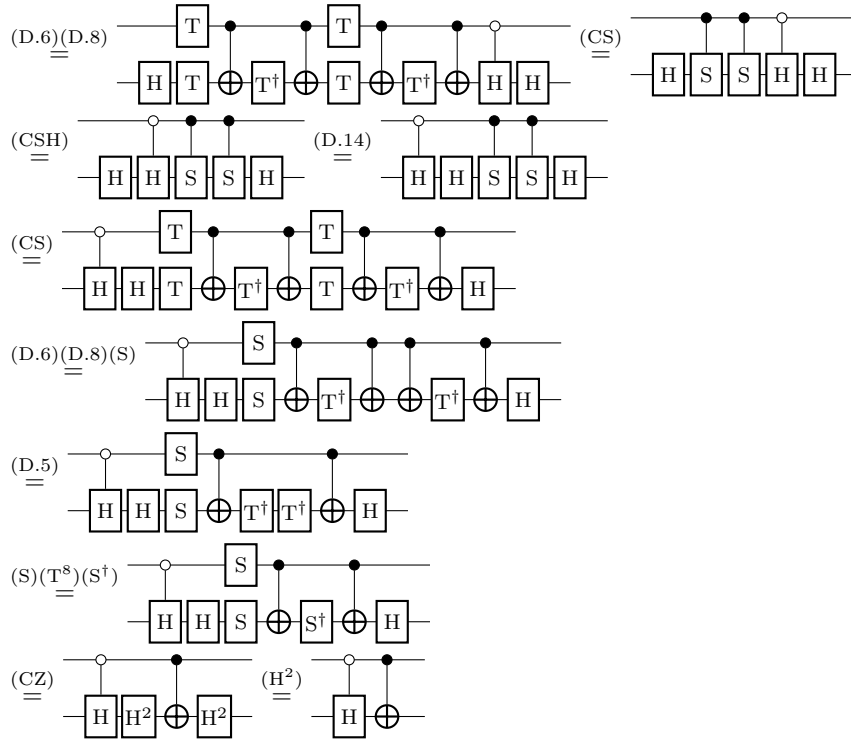 (D.6)(D.8) = T T H T T† T T† H H (CS) = H S S H H
(CSH) = H H S S H (D.14) = H H S S H
(CS) = T T H H T T† T T† H
(D.6)(D.8)(S) = S H H S T† T† H
(D.5) = S H H S T† T† H
(S)(T⁸)(S†) = S H H S S† H
(CZ) = H H² H² (H²) = H